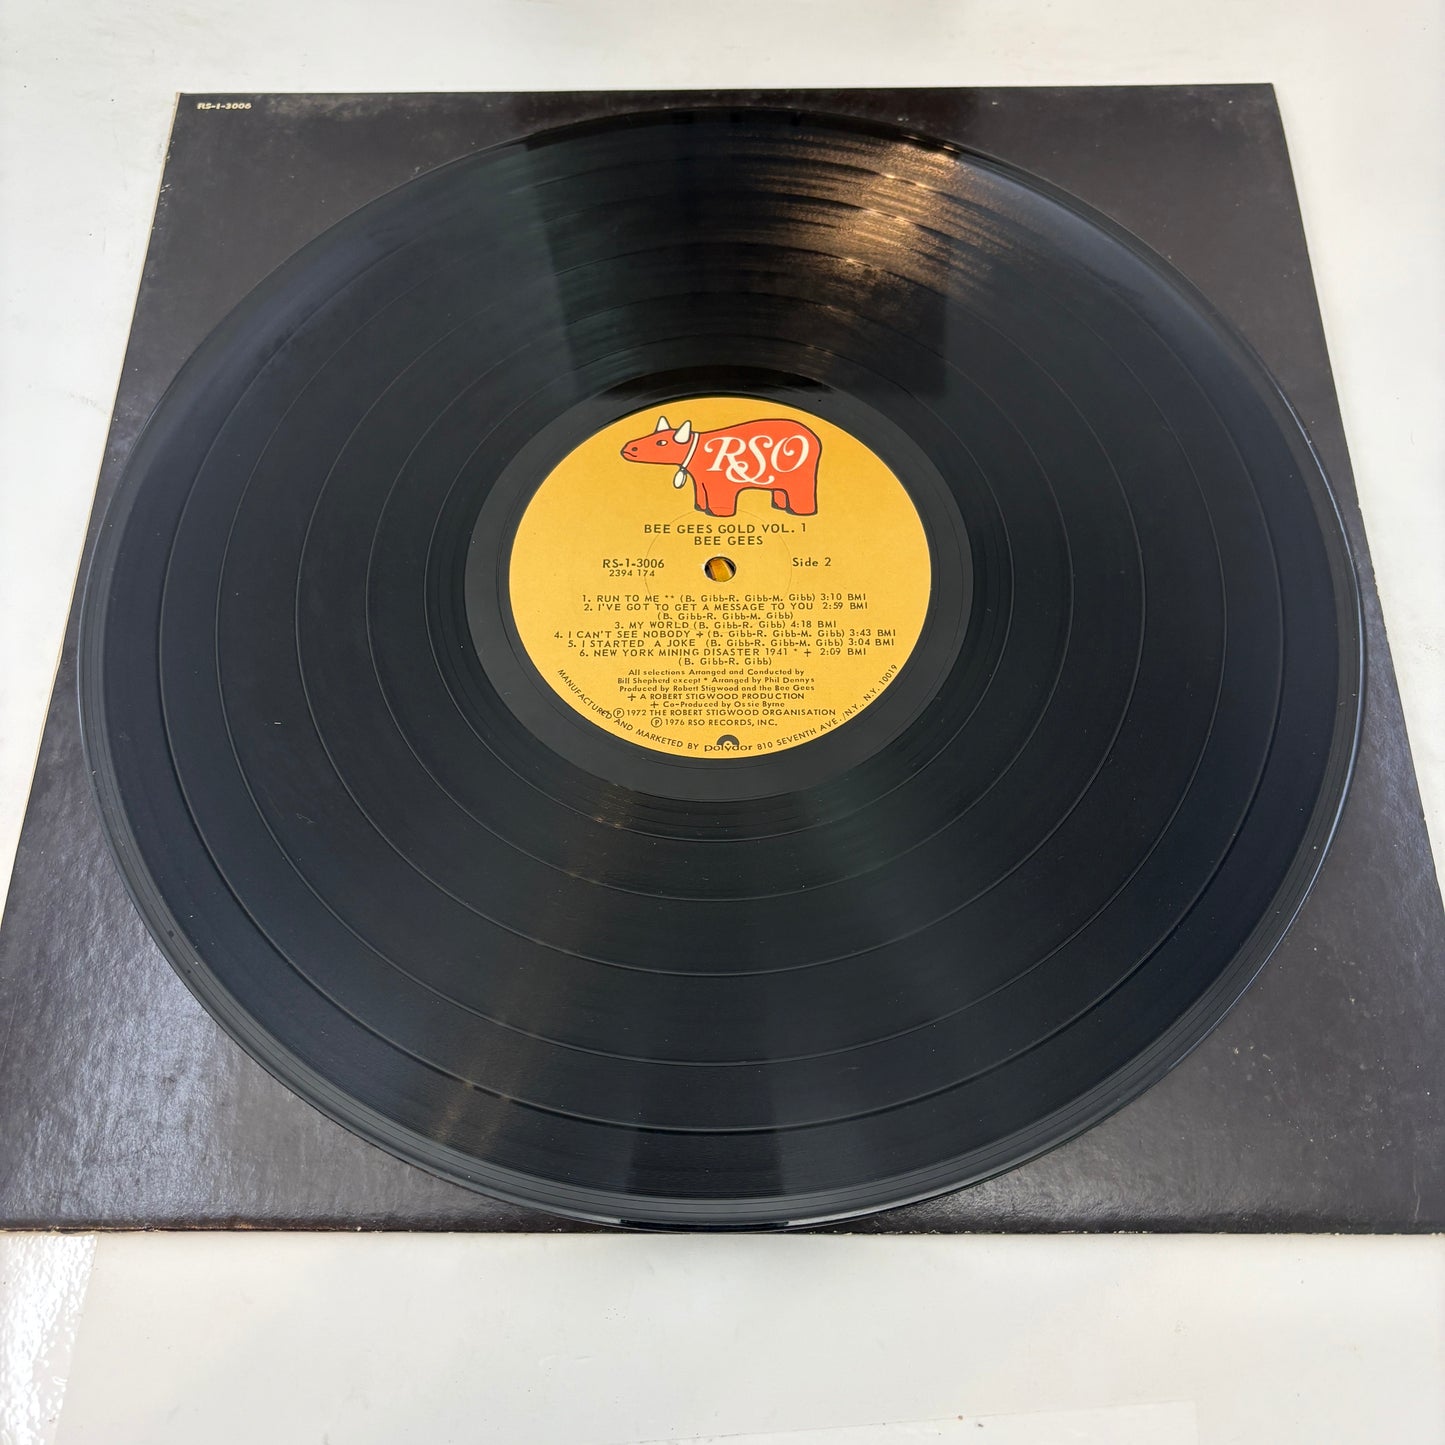 RS-1-3006
RSO
BEE GEES GOLD VOL. 1
BEE GEES
RS-1-3006 Side 2
2394 174
1. RUN TO ME ** (B. Gibb-R. Gibb-M. Gibb) 3:10 BMI
2. I'VE GOT TO GET A MESSAGE TO YOU 2:59 BMI
(B. Gibb-R. Gibb-M. Gibb)
3. MY WORLD (B. Gibb-R. Gibb) 4:18 BMI
4. I CAN'T SEE NOBODY + (B. Gibb-R. Gibb-M. Gibb) 3:43 BMI
5. I STARTED A JOKE (B. Gibb-R. Gibb-M. Gibb) 3:04 BMI
6. NEW YORK MINING DISASTER 1941 * + 2:09 BMI
(B. Gibb-R. Gibb)
All selections Arranged and Conducted by
Bill Shepherd except * Arranged by Phil Dennys
Produced by Robert Stigwood and the Bee Gees
+ A ROBERT STIGWOOD PRODUCTION
+ Co-Produced by Ossie Byrne
℗ 1972 THE ROBERT STIGWOOD ORGANISATION
℗ 1976 RSO RECORDS, INC.
MANUFACTURED AND MARKETED BY polydor 810 SEVENTH AVE./N.Y., N.Y. 10019